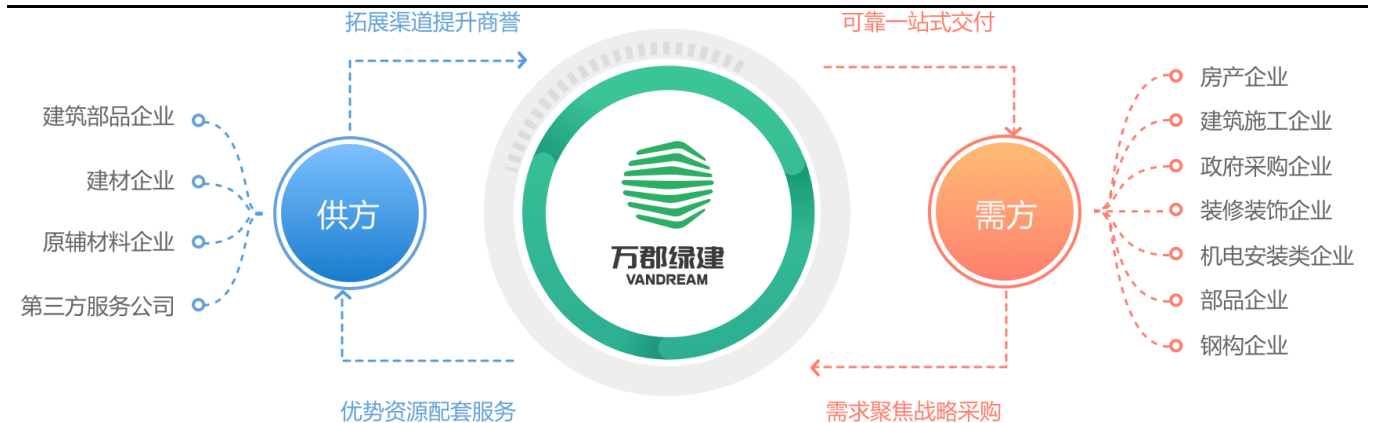 拓展渠道提升商誉
可靠一站式交付
建筑部品企业
建材企业
原辅材料企业
第三方服务公司
供方
万郡绿建
VANDREAM
需方
房产企业
建筑施工企业
政府采购企业
装修装饰企业
机电安装类企业
部品企业
钢构企业
优势资源配套服务
需求聚焦战略采购